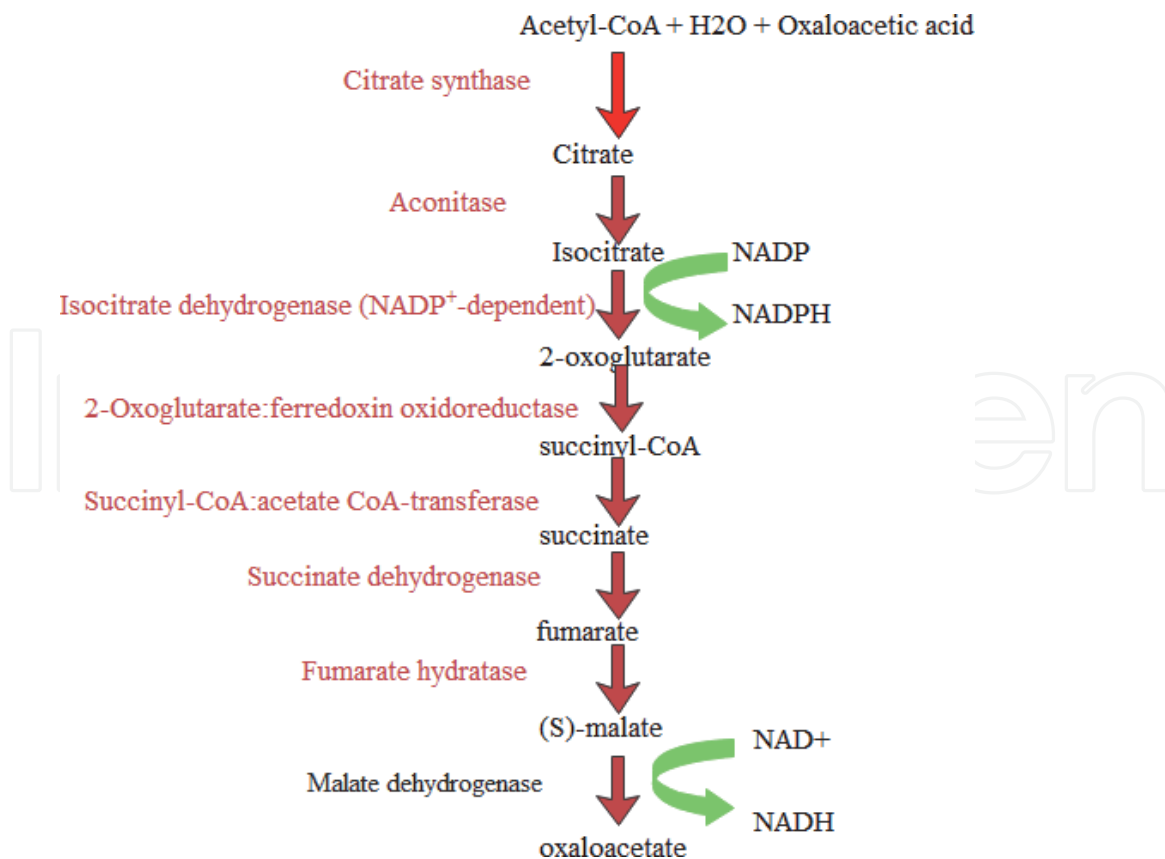 Acetyl-CoA + H2O + Oxaloacetic acid
Citrate synthase
Citrate
Aconitase
Isocitrate
NADP
Isocitrate dehydrogenase (NADP+-dependent)
NADPH
2-oxoglutarate
2-Oxoglutarate:ferredoxin oxidoreductase
succinyl-CoA
Succinyl-CoA:acetate CoA-transferase
succinate
Succinate dehydrogenase
fumarate
Fumarate hydratase
(S)-malate
NAD+
Malate dehydrogenase
NADH
oxaloacetate